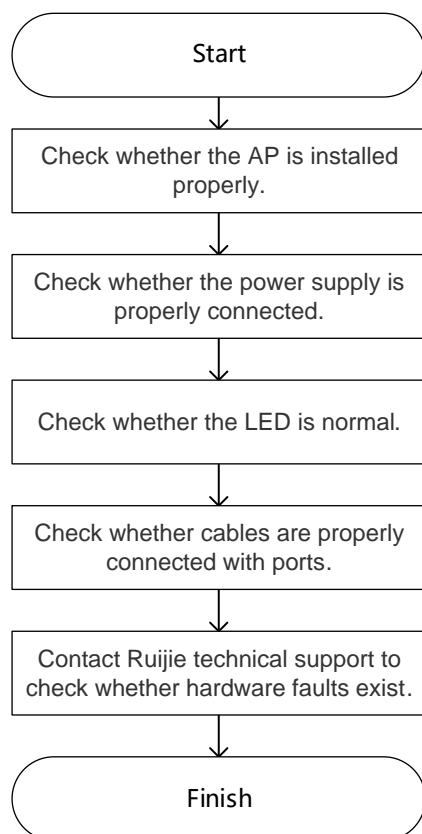 Start
Check whether the AP is installed
properly.
Check whether the power supply is
properly connected.
Check whether the LED is normal.
Check whether cables are properly
connected with ports.
Contact Ruijie technical support to
check whether hardware faults exist.
Finish